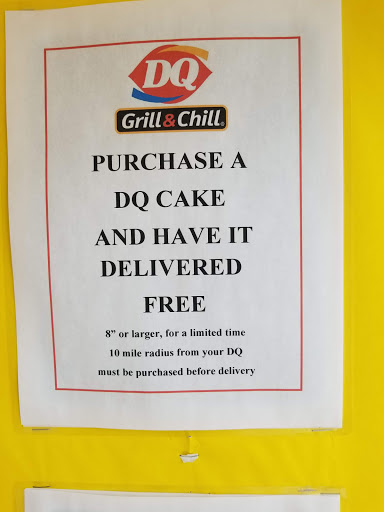 DQ
Grill & Chill
PURCHASE A
DQ CAKE
AND HAVE IT
DELIVERED
FREE
8" or larger, for a limited time
10 mile radius from your DQ
must be purchased before delivery